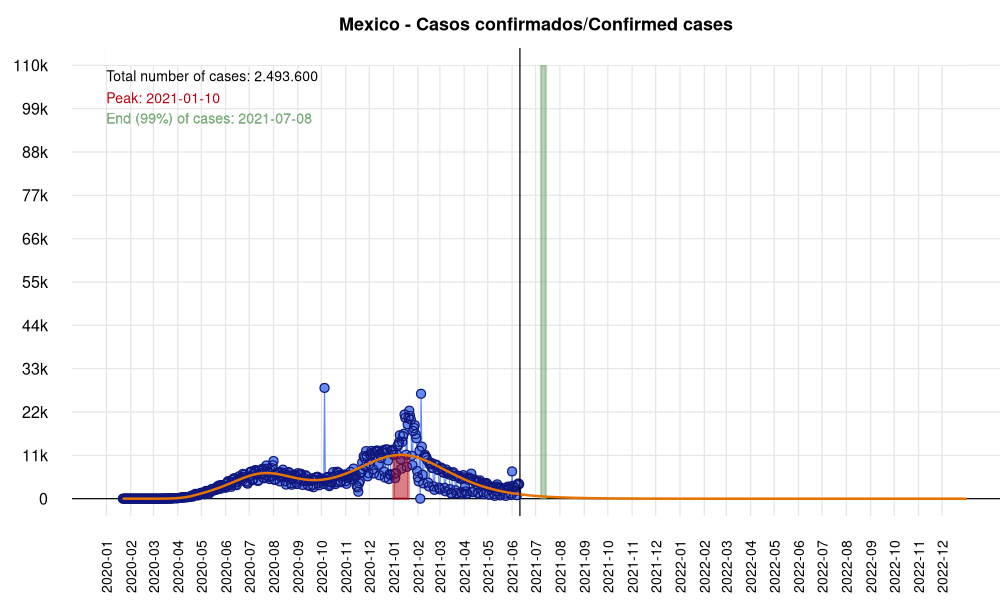 Mexico - Casos confirmados/Confirmed cases
Total number of cases: 2.493.600
Peak: 2021-01-10
End (99%) of cases: 2021-07-08
110k
99k
88k
77k
66k
55k
44k
33k
22k
11k
0
2020-01
2020-02
2020-03
2020-04
2020-05
2020-06
2020-07
2020-08
2020-09
2020-10
2020-11
2020-12
2021-01
2021-02
2021-03
2021-04
2021-05
2021-06
2021-07
2021-08
2021-09
2021-10
2021-11
2021-12
2022-01
2022-02
2022-03
2022-04
2022-05
2022-06
2022-07
2022-08
2022-09
2022-10
2022-11
2022-12